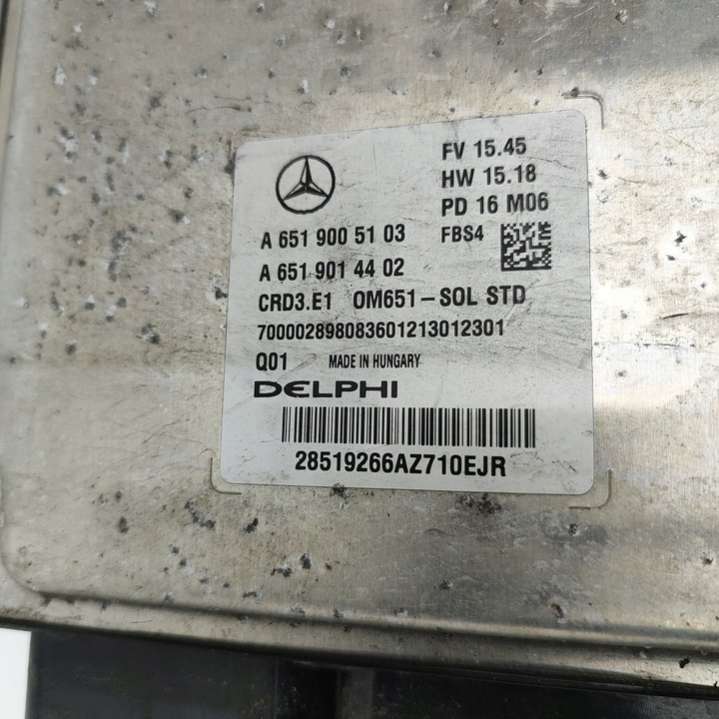 FV 15.45
HW 15.18
PD 16 M06
A 651 900 51 03 FBS4
A 651 901 44 02
CRD3.E1 OM651-SOL STD
700002898083601213012301
Q01 MADE IN HUNGARY
DELPHI
28519266AZ710EJR